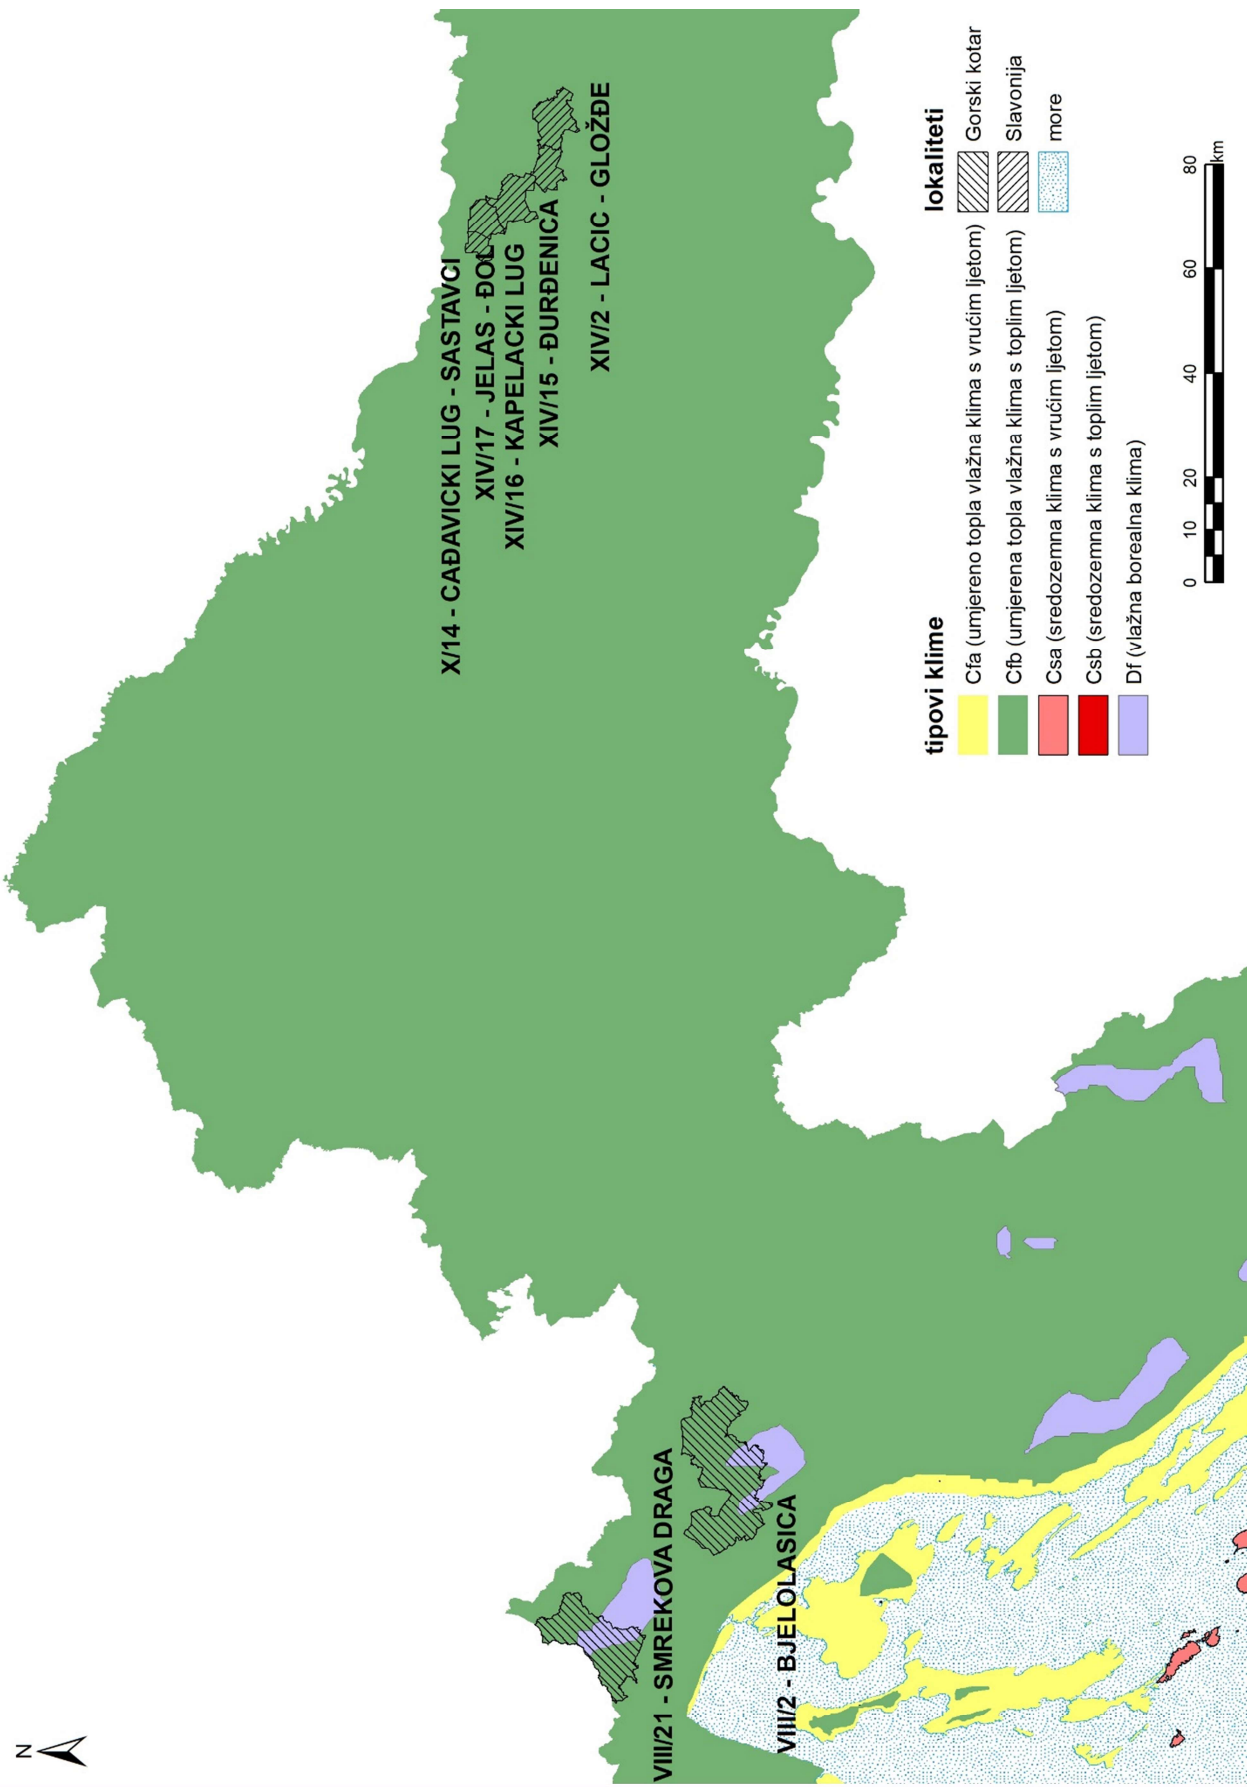 N
X/14 - CAĐAVICKI LUG - SASTAVCI
XIV/17 - JELAS - ĐOL
XIV/16 - KAPELACKI LUG
XIV/15 - ĐURĐENICA
XIV/2 - LACIC - GLOŽĐE
VIII/21 - SMREKOVA DRAGA
VIII/2 - BJELOLASICA
tipovi klime
Cfa (umjereno topla vlažna klima s vrućim ljetom)
Cfb (umjerena topla vlažna klima s toplim ljetom)
Csa (sredozemna klima s vrućim ljetom)
Csb (sredozemna klima s toplim ljetom)
Df (vlažna borealna klima)
lokaliteti
Gorski kotar
Slavonija
more
0 10 20 40 60 80
km